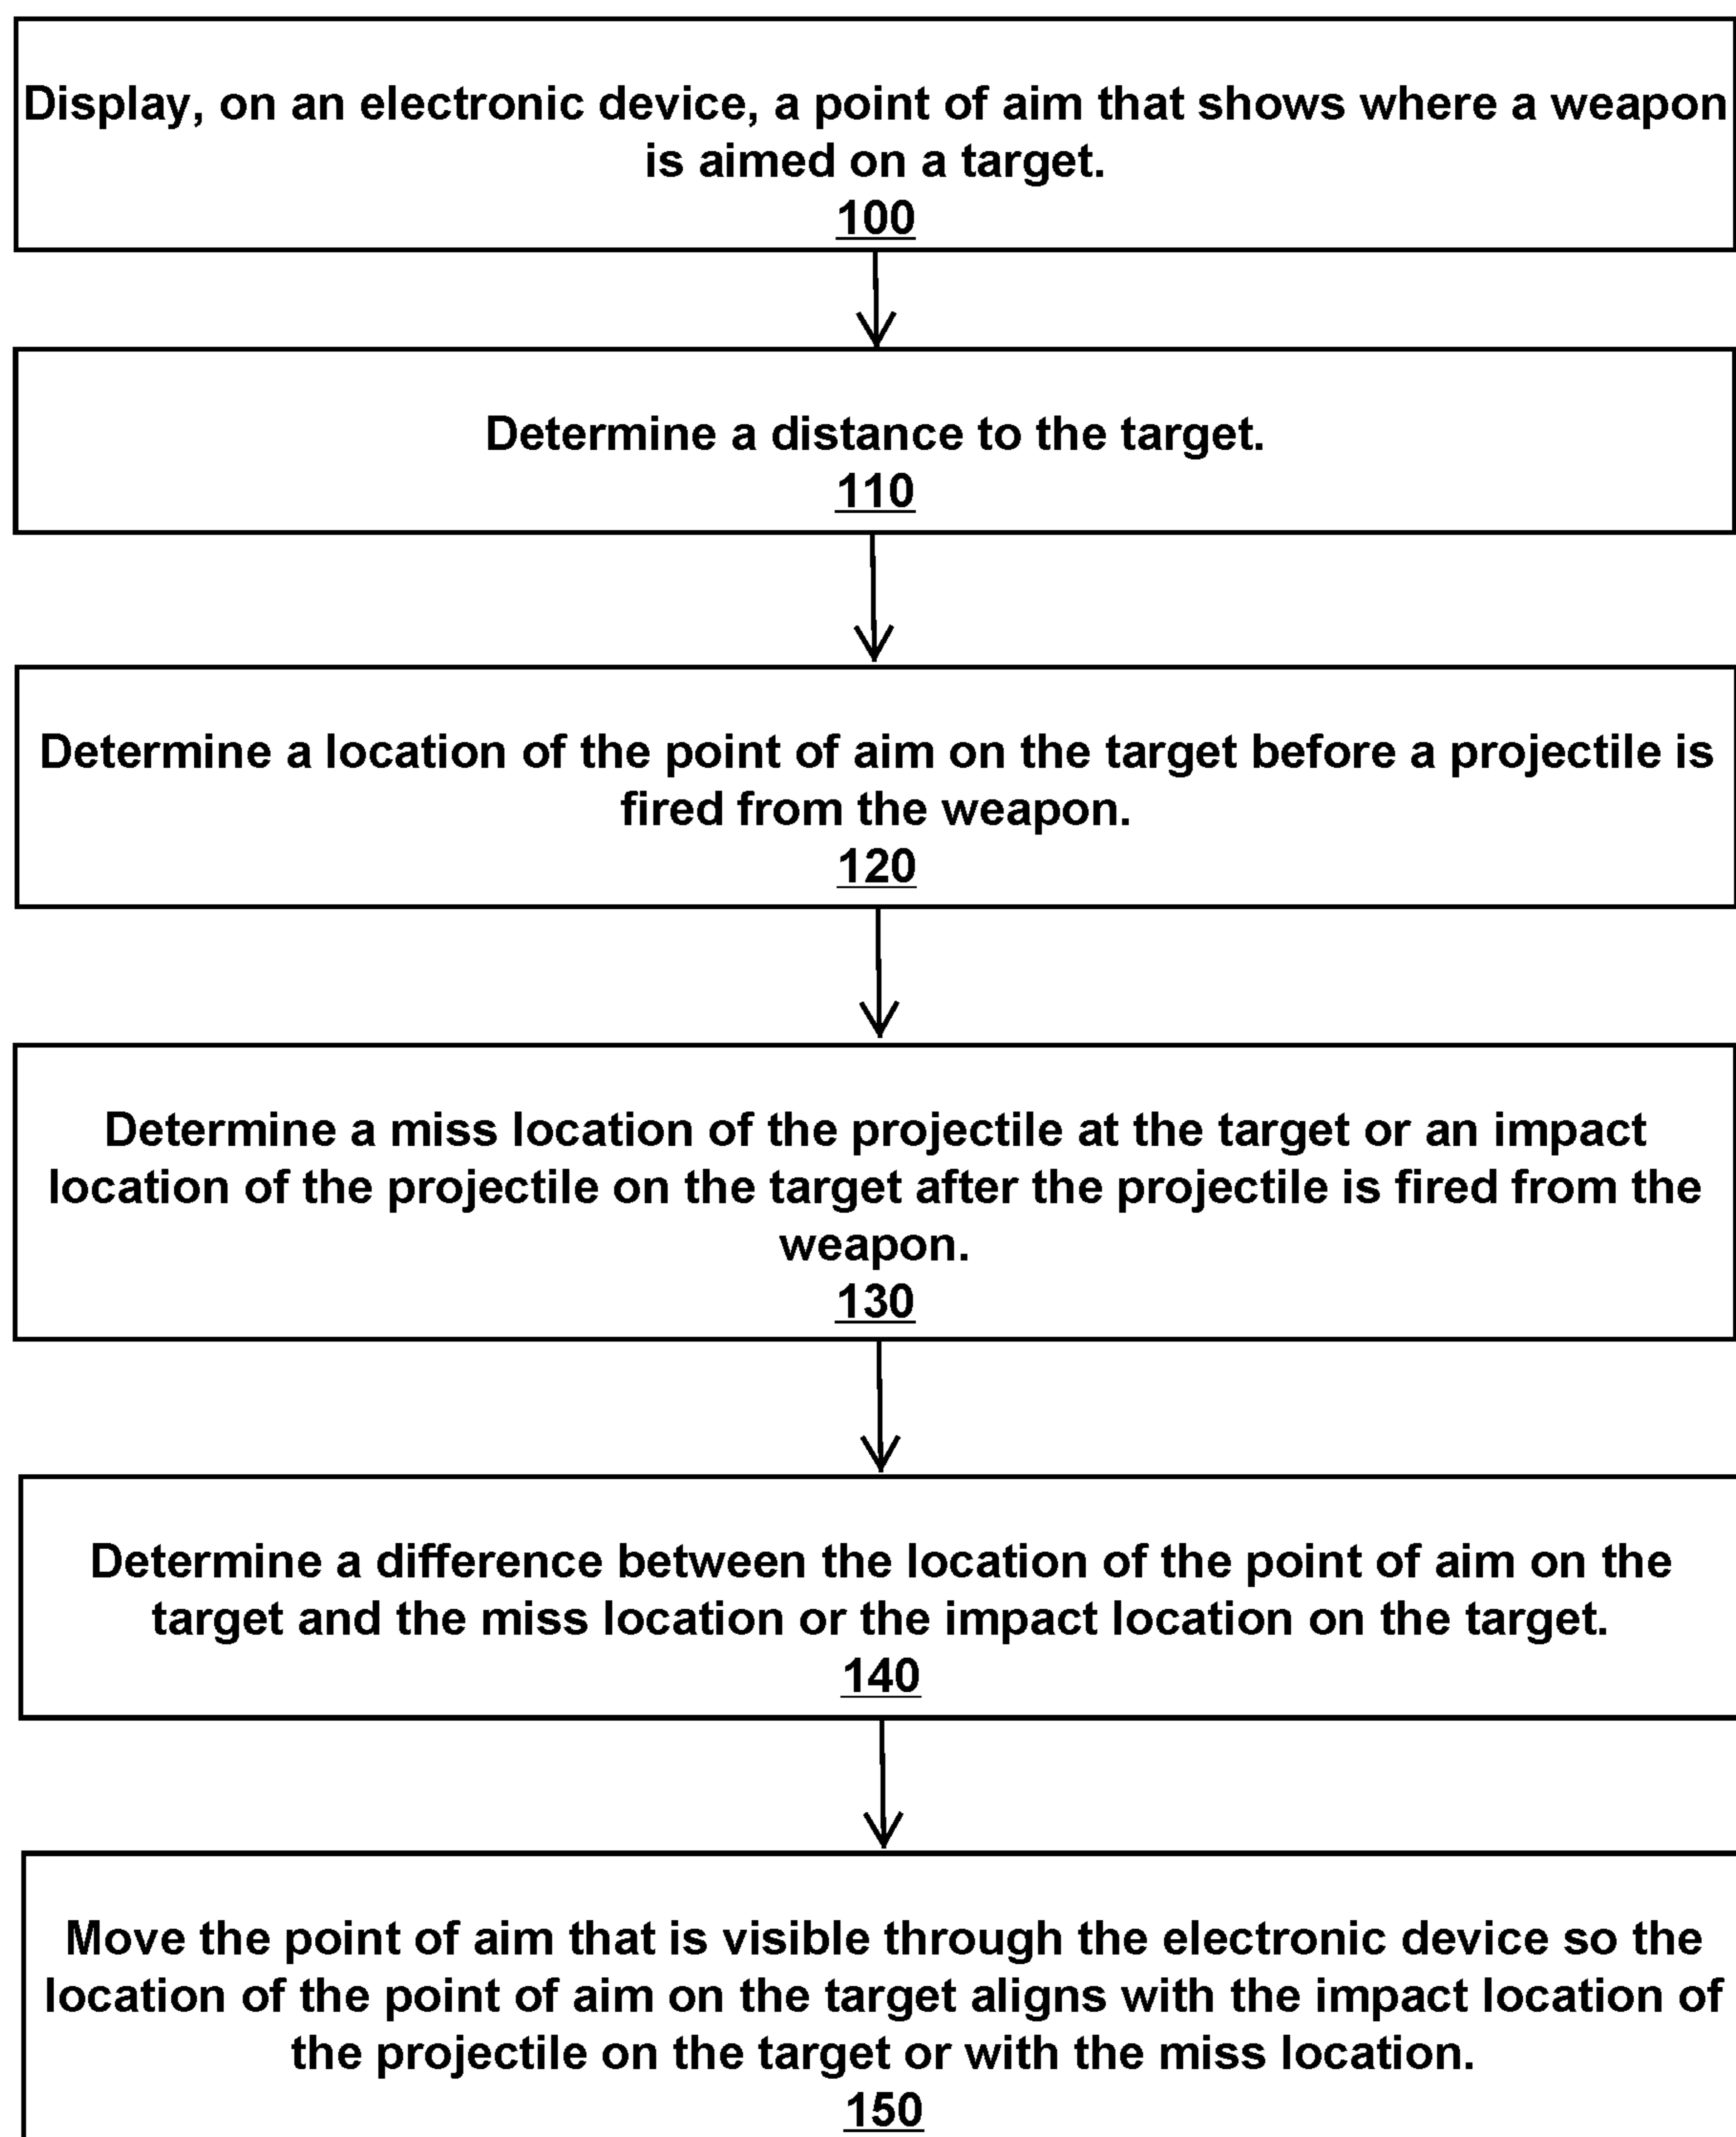 Display, on an electronic device, a point of aim that shows where a weapon
is aimed on a target.
100
Determine a distance to the target.
110
Determine a location of the point of aim on the target before a projectile is
fired from the weapon.
120
Determine a miss location of the projectile at the target or an impact
location of the projectile on the target after the projectile is fired from the
weapon.
130
Determine a difference between the location of the point of aim on the
target and the miss location or the impact location on the target.
140
Move the point of aim that is visible through the electronic device so the
location of the point of aim on the target aligns with the impact location of
the projectile on the target or with the miss location.
150